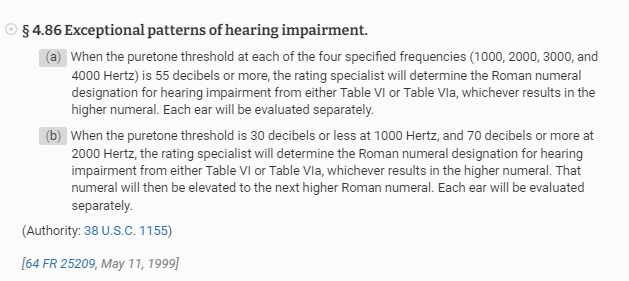 § 4.86 Exceptional patterns of hearing impairment.
(a) When the puretone threshold at each of the four specified frequencies (1000, 2000, 3000, and
4000 Hertz) is 55 decibels or more, the rating specialist will determine the Roman numeral
designation for hearing impairment from either Table VI or Table VIa, whichever results in the
higher numeral. Each ear will be evaluated separately.
(b) When the puretone threshold is 30 decibels or less at 1000 Hertz, and 70 decibels or more at
2000 Hertz, the rating specialist will determine the Roman numeral designation for hearing
impairment from either Table VI or Table VIa, whichever results in the higher numeral. That
numeral will then be elevated to the next higher Roman numeral. Each ear will be evaluated
separately.
(Authority: 38 U.S.C. 1155)
[64 FR 25209, May 11, 1999]